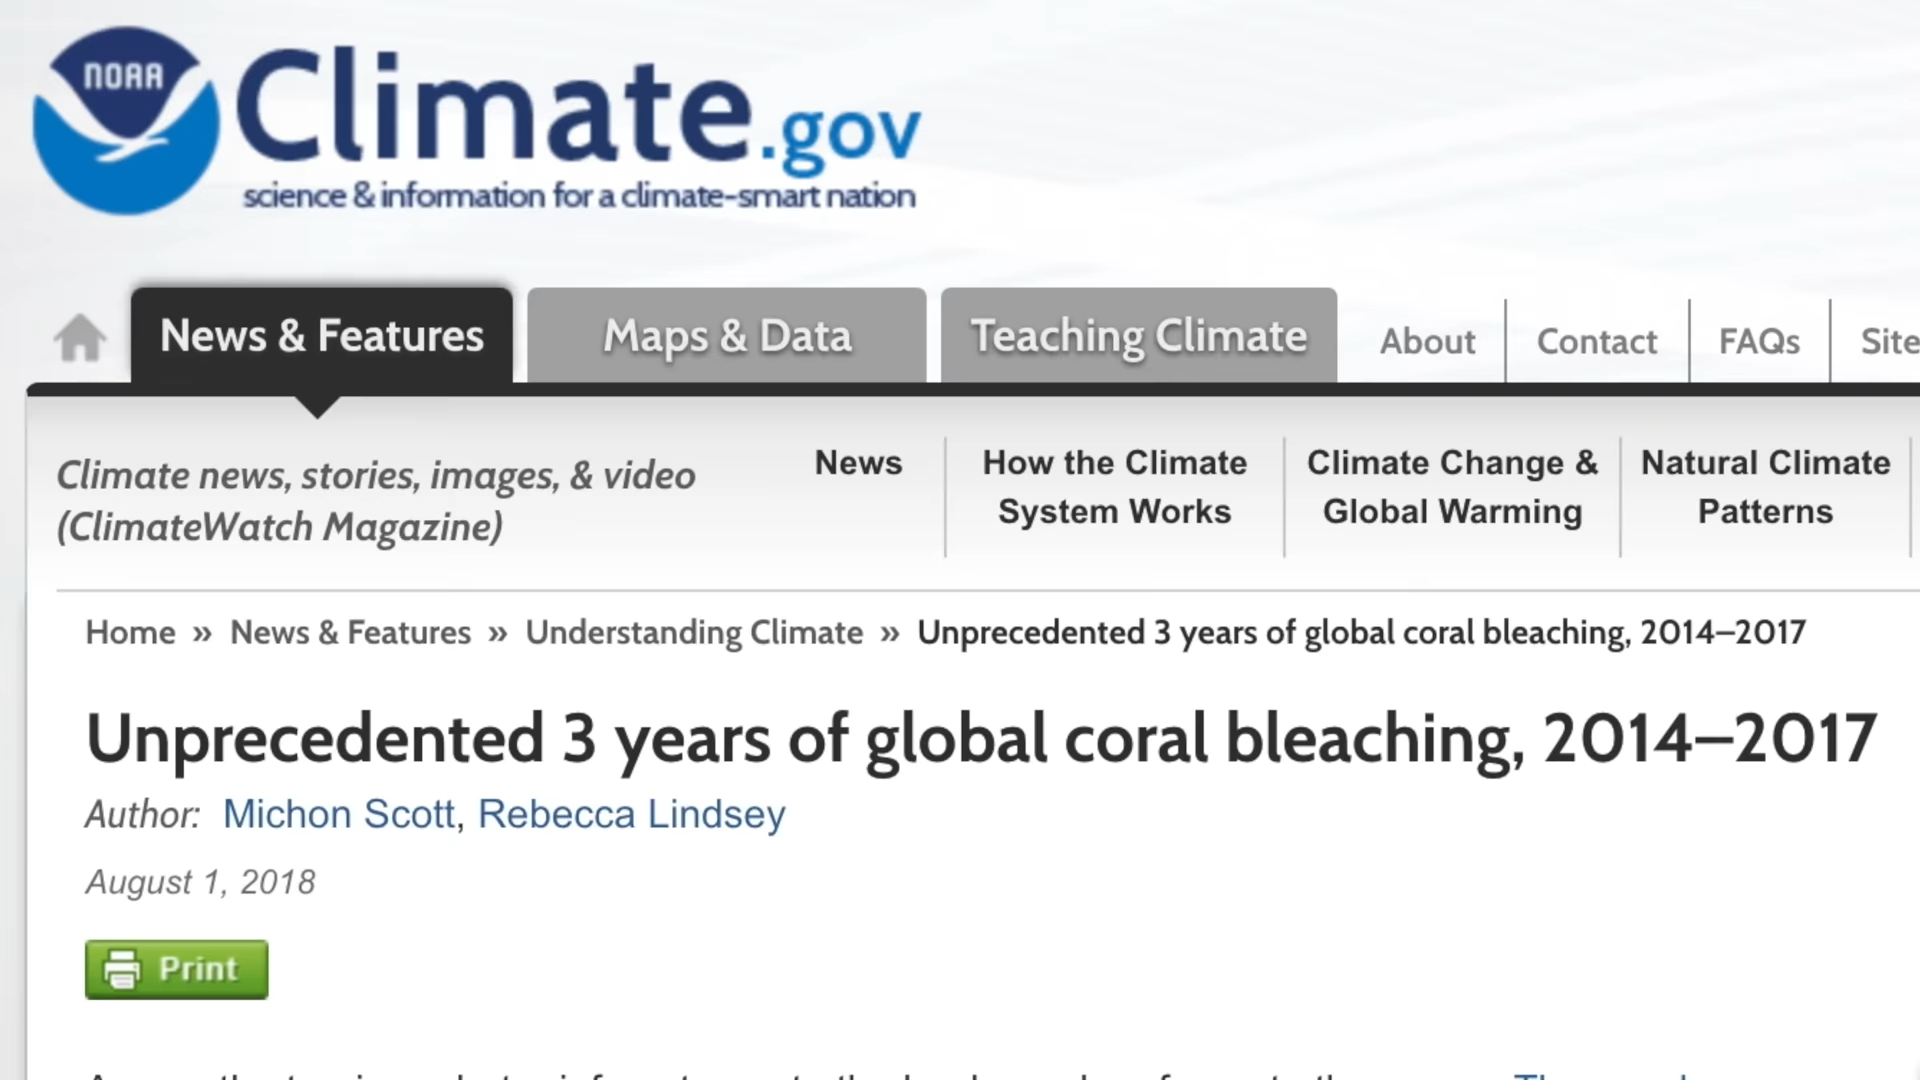 NOAA
Climate.gov
science & information for a climate-smart nation
News & Features
Maps & Data
Teaching Climate
About
Contact
FAQs
Site
Climate news, stories, images, & video
(ClimateWatch Magazine)
News
How the Climate
System Works
Climate Change &
Global Warming
Natural Climate
Patterns
Home » News & Features » Understanding Climate » Unprecedented 3 years of global coral bleaching, 2014–2017
Unprecedented 3 years of global coral bleaching, 2014–2017
Author: Michon Scott, Rebecca Lindsey
August 1, 2018
Print